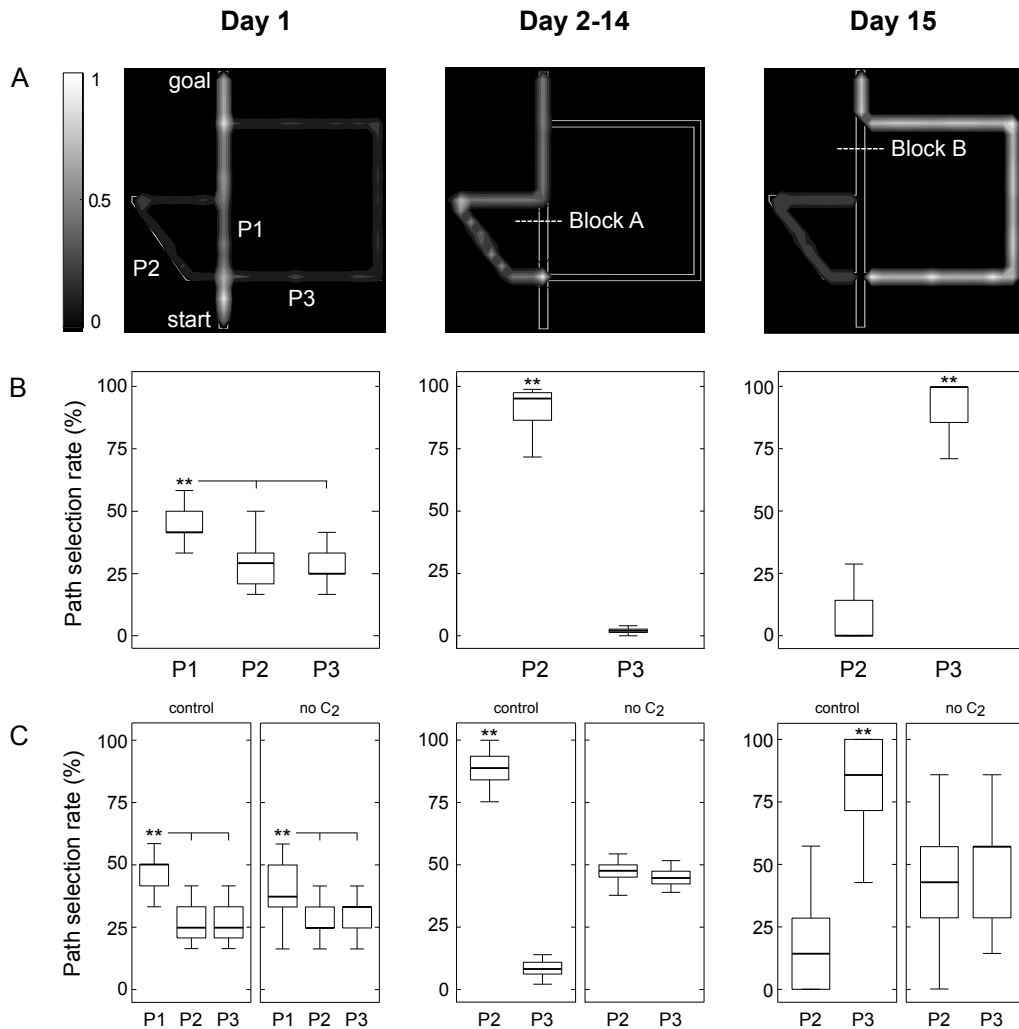 Day 1
Day 2-14
Day 15
A
1
0.5
0
goal
P1
P2
P3
start
Block A
Block B
B
Path selection rate (%)
100
75
50
25
0
**
P1
P2
P3
100
75
50
25
0
**
P2
P3
100
75
50
25
0
**
P2
P3
C
Path selection rate (%)
control
no C2
100
75
50
25
0
**
**
P1
P2
P3
P1
P2
P3
control
no C2
100
75
50
25
0
**
P2
P3
P2
P3
control
no C2
100
75
50
25
0
**
P2
P3
P2
P3